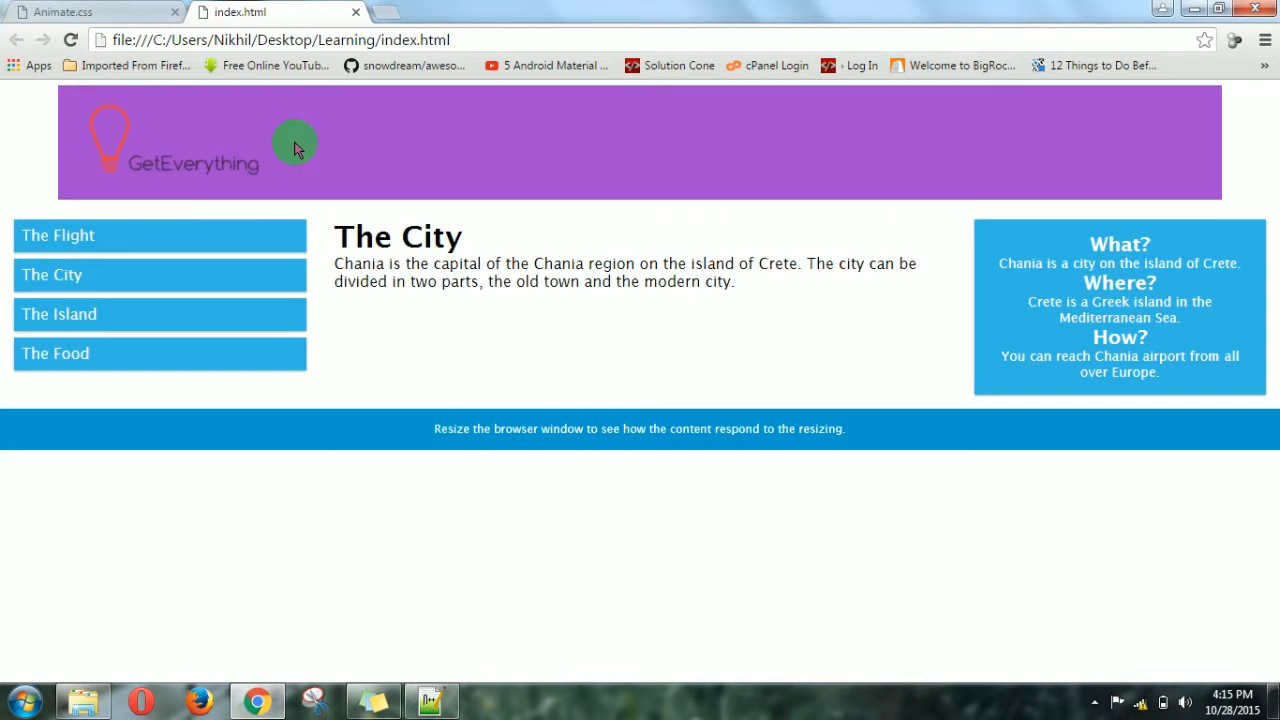 Animate.css
index.html
file:///C:/Users/Nikhil/Desktop/Learning/index.html
Apps
Imported From Firef...
Free Online YouTub...
snowdream/aweso...
5 Android Material ...
Solution Cone
cPanel Login
› Log In
Welcome to BigRoc...
12 Things to Do Bef...
»
GetEverything
The Flight
The City
The Island
The Food
The City
Chania is the capital of the Chania region on the island of Crete. The city can be
divided in two parts, the old town and the modern city.
What?
Chania is a city on the island of Crete.
Where?
Crete is a Greek island in the
Mediterranean Sea.
How?
You can reach Chania airport from all
over Europe.
Resize the browser window to see how the content respond to the resizing.
4:15 PM
10/28/2015